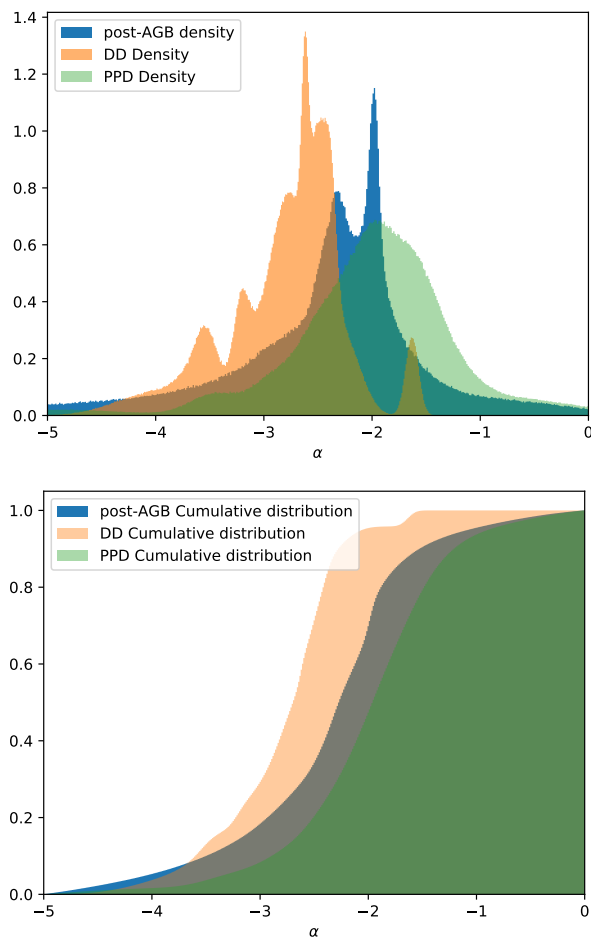 1.4
1.2
1.0
0.8
0.6
0.4
0.2
0.0
post-AGB density
DD Density
PPD Density
−5 −4 −3 −2 −1 0
α
1.0
0.8
0.6
0.4
0.2
0.0
post-AGB Cumulative distribution
DD Cumulative distribution
PPD Cumulative distribution
−5 −4 −3 −2 −1 0
α